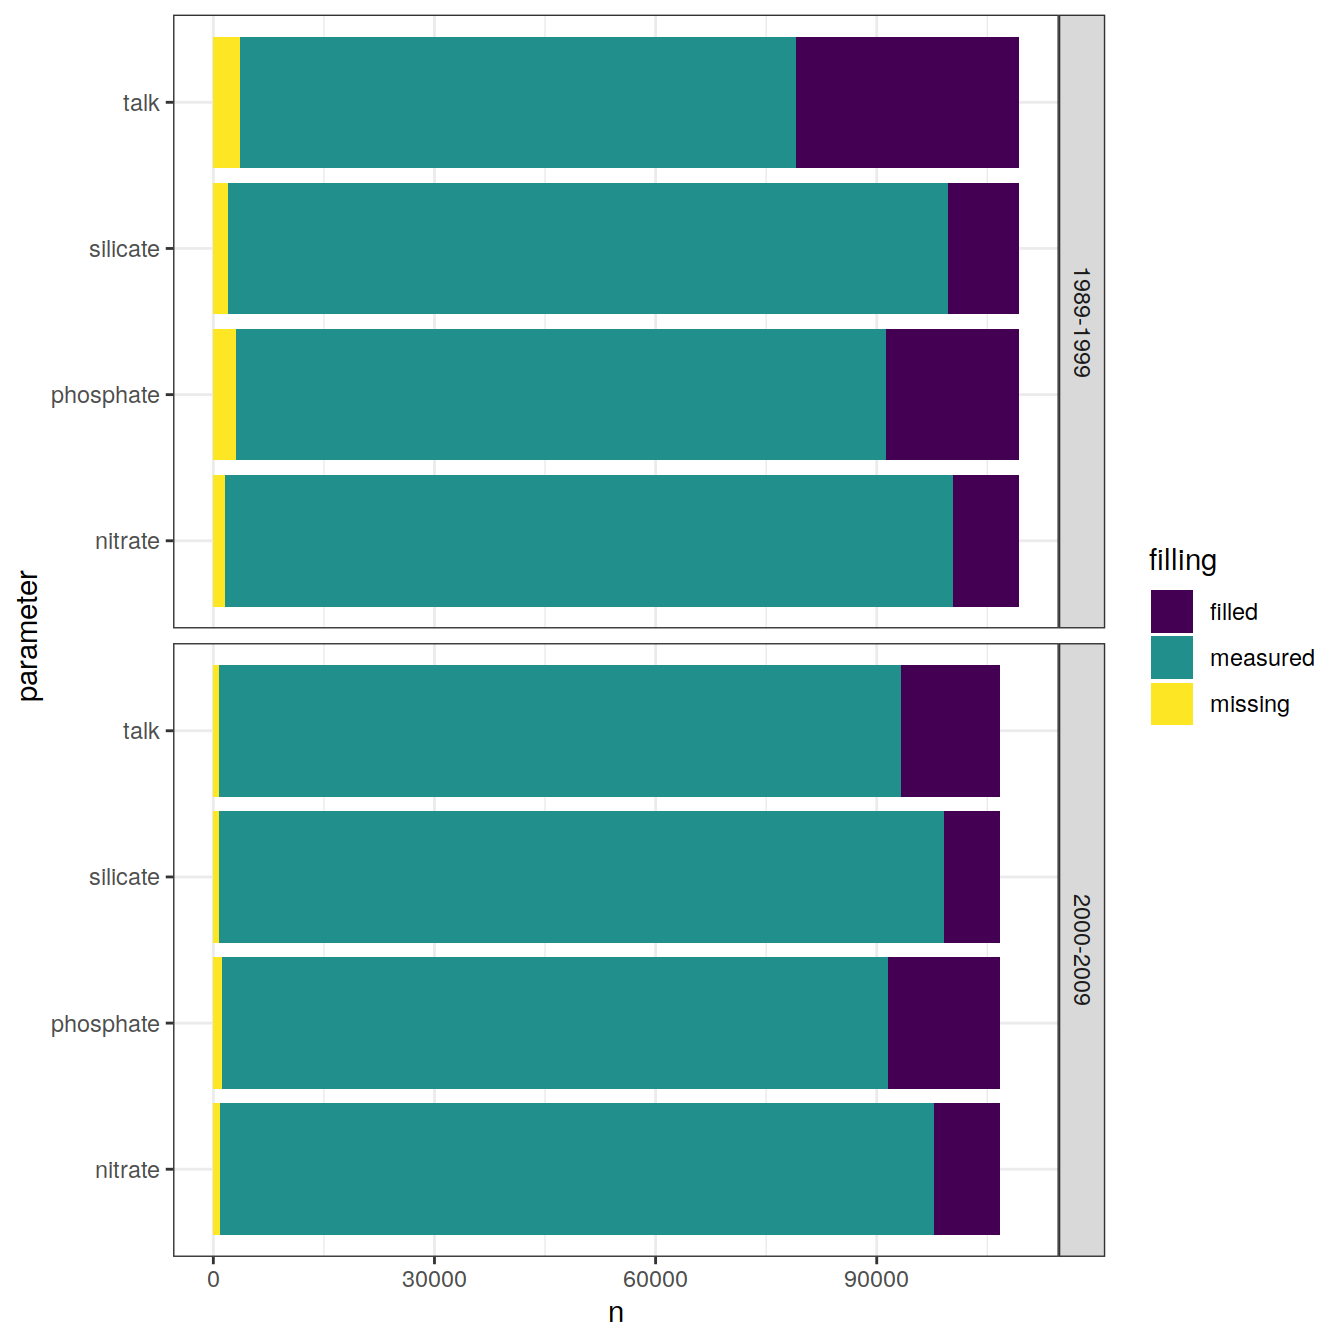 talk
silicate
phosphate
nitrate
1989-1999
talk
silicate
phosphate
nitrate
2000-2009
0 30000 60000 90000
n
parameter
filling
filled
measured
missing